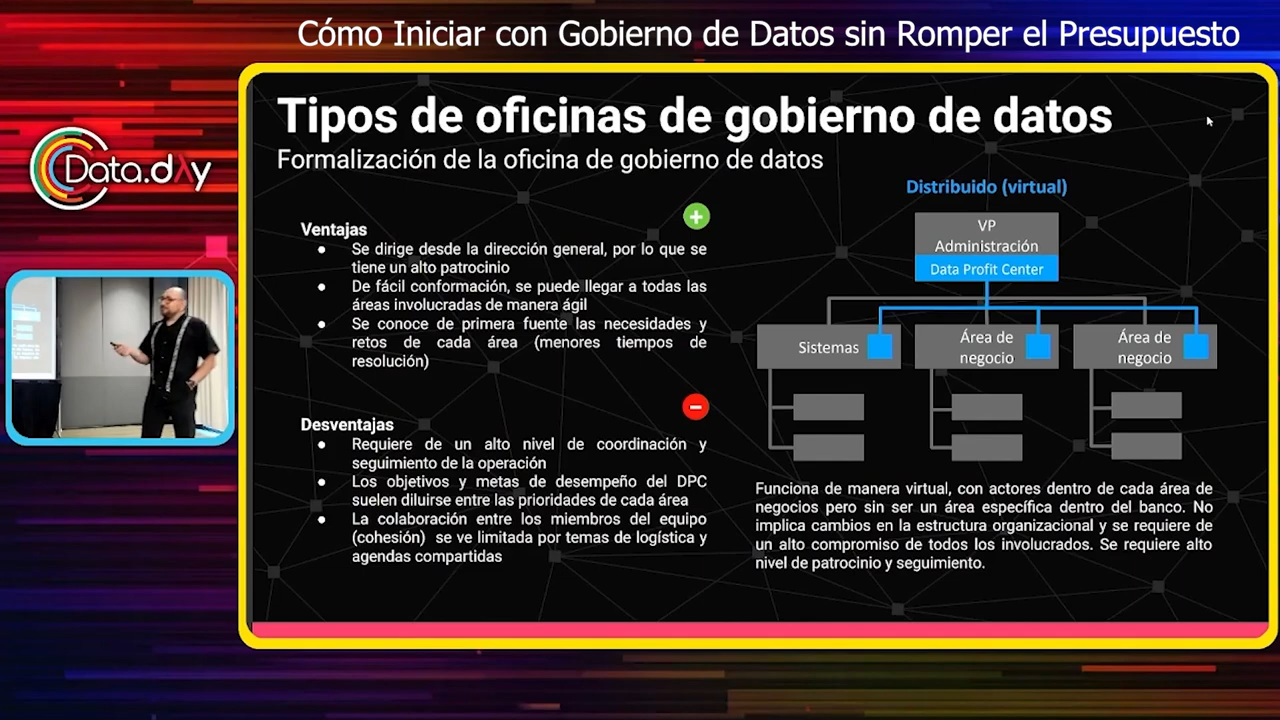 Cómo Iniciar con Gobierno de Datos sin Romper el Presupuesto
Data.dAy
Tipos de oficinas de gobierno de datos
Formalización de la oficina de gobierno de datos
Ventajas
Se dirige desde la dirección general, por lo que se
tiene un alto patrocinio
De fácil conformación, se puede llegar a todas las
áreas involucradas de manera ágil
Se conoce de primera fuente las necesidades y
retos de cada área (menores tiempos de
resolución)
Desventajas
Requiere de un alto nivel de coordinación y
seguimiento de la operación
Los objetivos y metas de desempeño del DPC
suelen diluirse entre las prioridades de cada área
La colaboración entre los miembros del equipo
(cohesión) se ve limitada por temas de logística y
agendas compartidas
Distribuido (virtual)
VP
Administración
Data Profit Center
Sistemas
Área de
negocio
Área de
negocio
Funciona de manera virtual, con actores dentro de cada área de
negocios pero sin ser un área específica dentro del banco. No
implica cambios en la estructura organizacional y se requiere de
un alto compromiso de todos los involucrados. Se requiere alto
nivel de patrocinio y seguimiento.